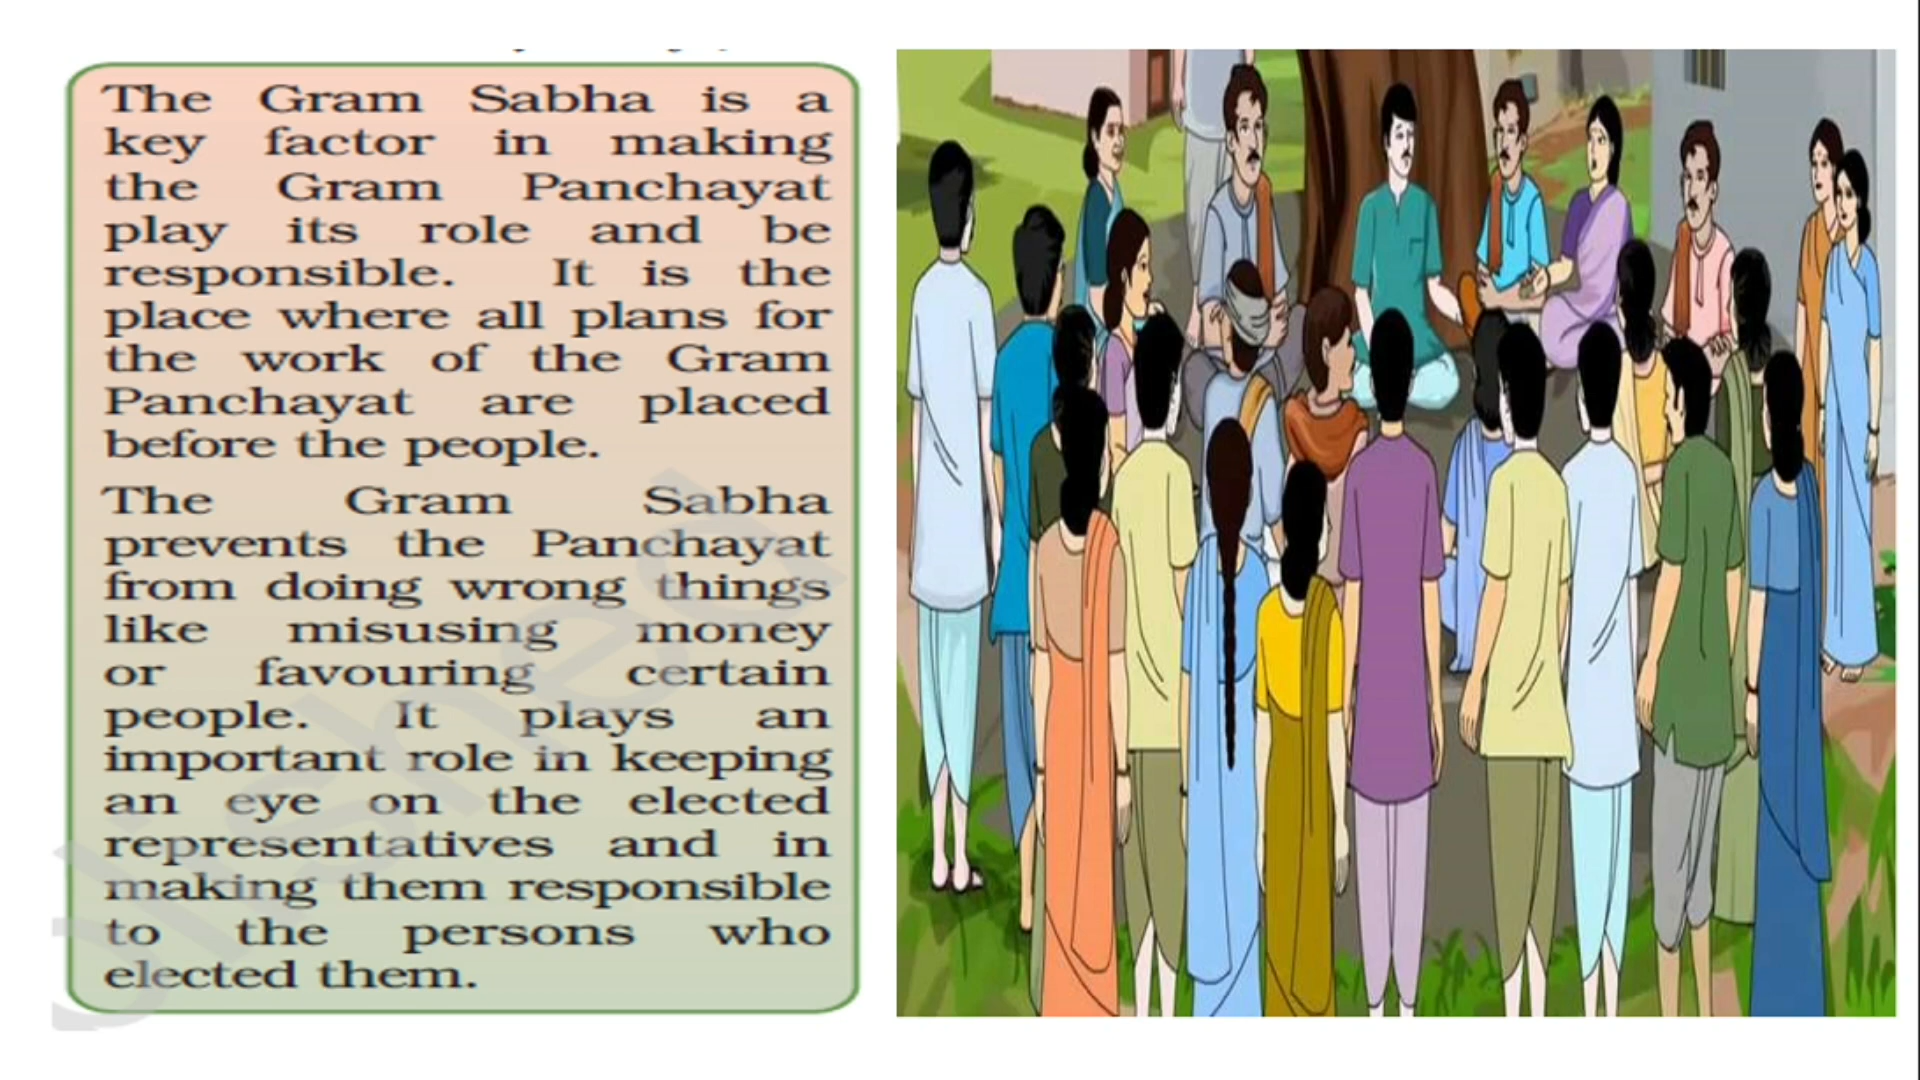 The Gram Sabha is a
key factor in making
the Gram Panchayat
play its role and be
responsible. It is the
place where all plans for
the work of the Gram
Panchayat are placed
before the people.
The Gram Sabha
prevents the Panchayat
from doing wrong things
like misusing money
or favouring certain
people. It plays an
important role in keeping
an eye on the elected
representatives and in
making them responsible
to the persons who
elected them.